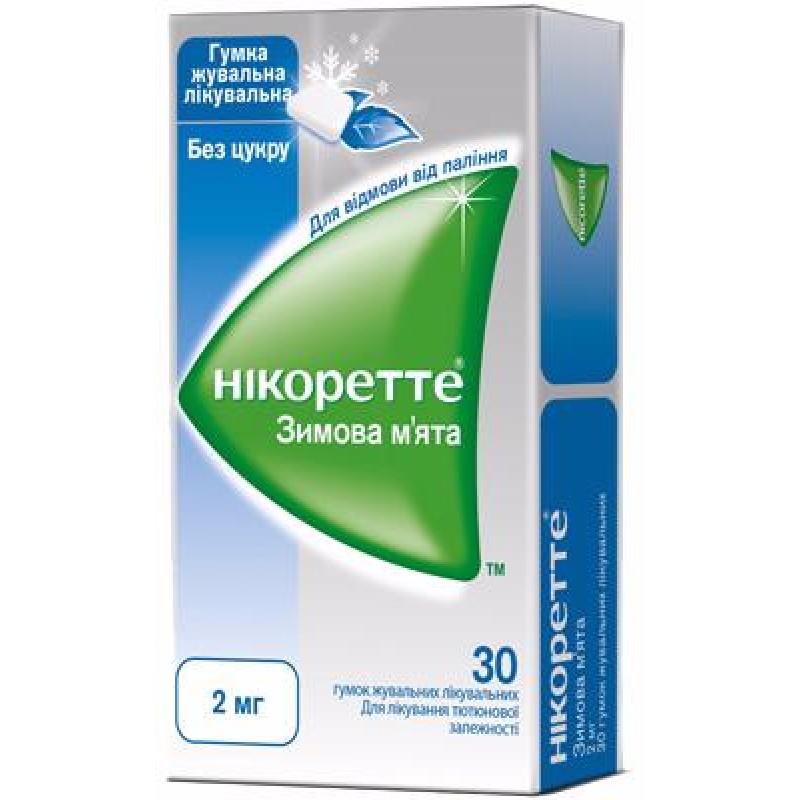 Гумка
жувальна
лікувальна
Без цукру
Для відмови від паління
Нікоретте®
Зимова м'ята
TM
2 мг
30
гумок жувальних лікувальних
Для лікування тютюнової
залежності
nicorette
Нікоретте®
Зимова м'ята
2 мг
30 гумок жувальних лікувальних